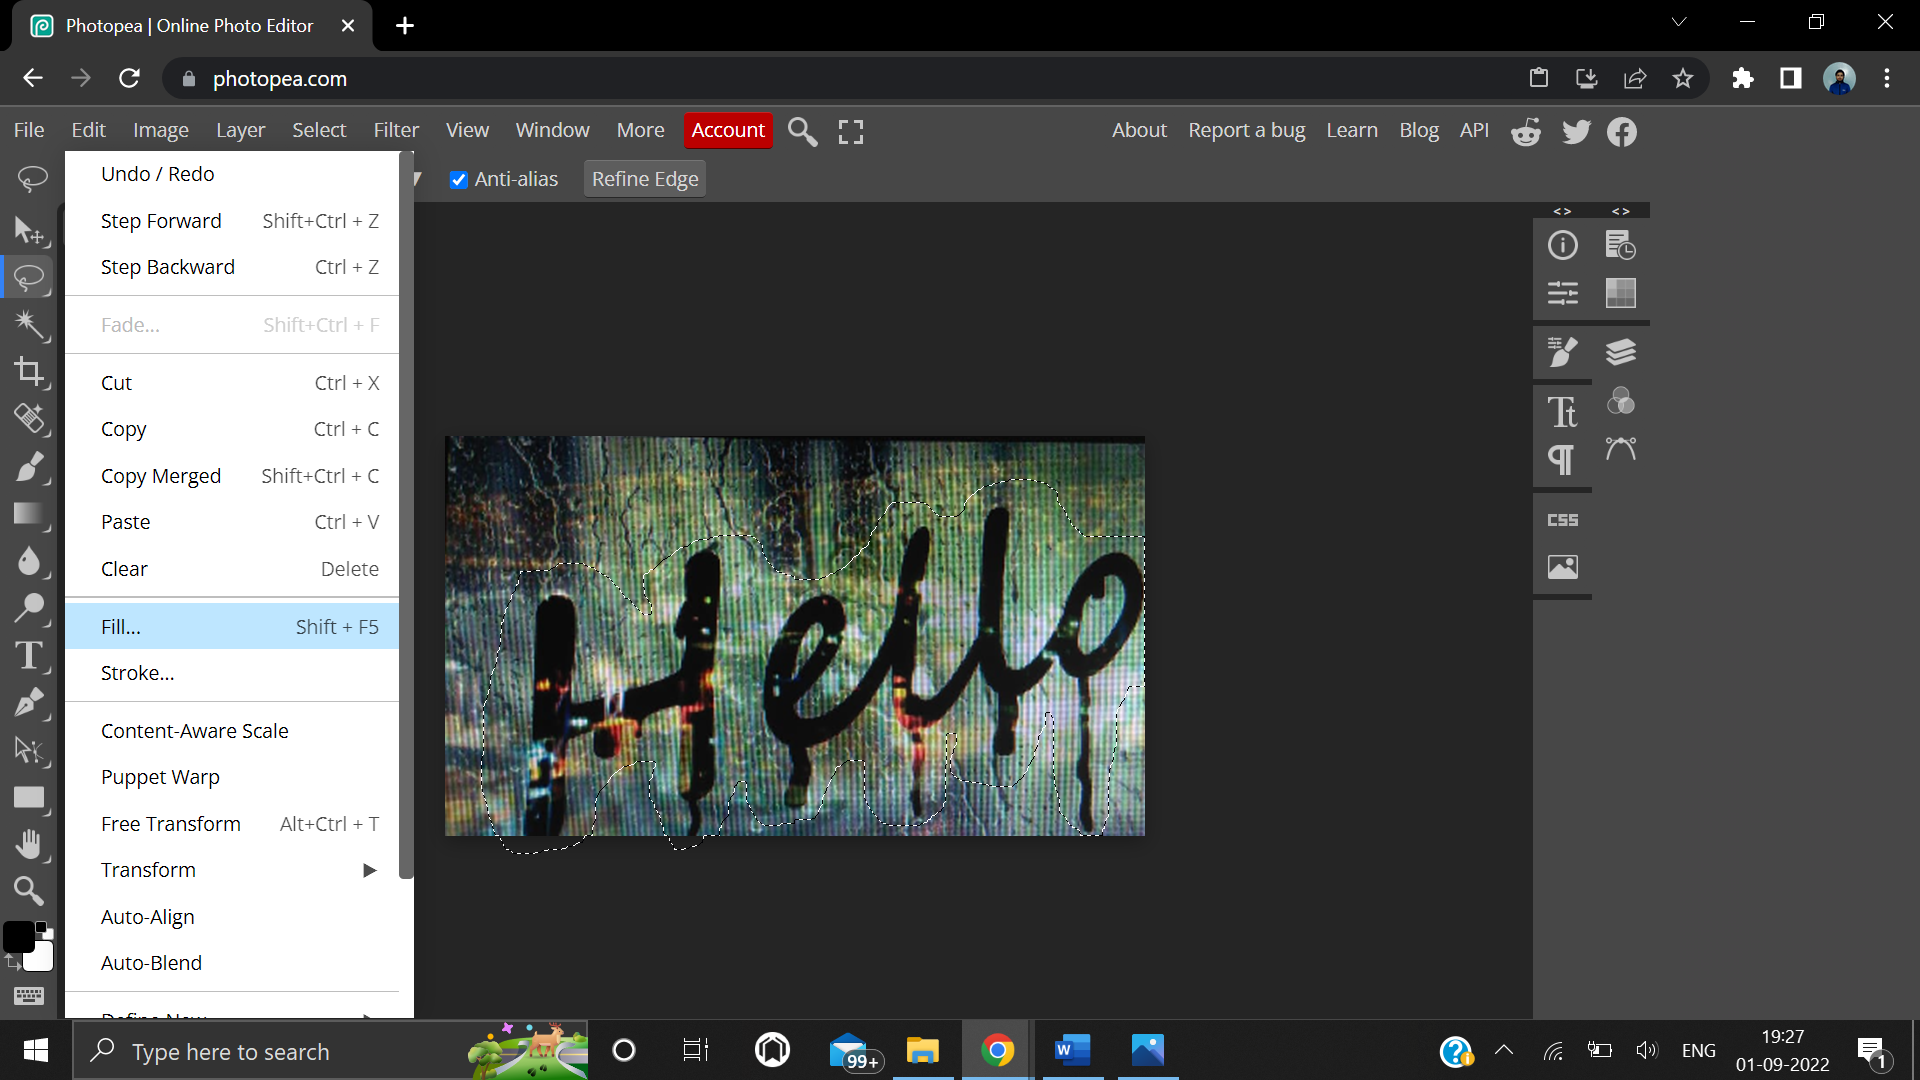 Photopea | Online Photo Editor
photopea.com
File Edit Image Layer Select Filter View Window More Account About Report a bug Learn Blog API
Anti-alias Refine Edge
Undo / Redo
Step Forward Shift+Ctrl + Z
Step Backward Ctrl + Z
Fade... Shift+Ctrl + F
Cut Ctrl + X
Copy Ctrl + C
Copy Merged Shift+Ctrl + C
Paste Ctrl + V
Clear Delete
Fill... Shift + F5
Stroke...
Content-Aware Scale
Puppet Warp
Free Transform Alt+Ctrl + T
Transform
Auto-Align
Auto-Blend
Hello
< > < >
CSS
Type here to search
99+
ENG
19:27
01-09-2022
1